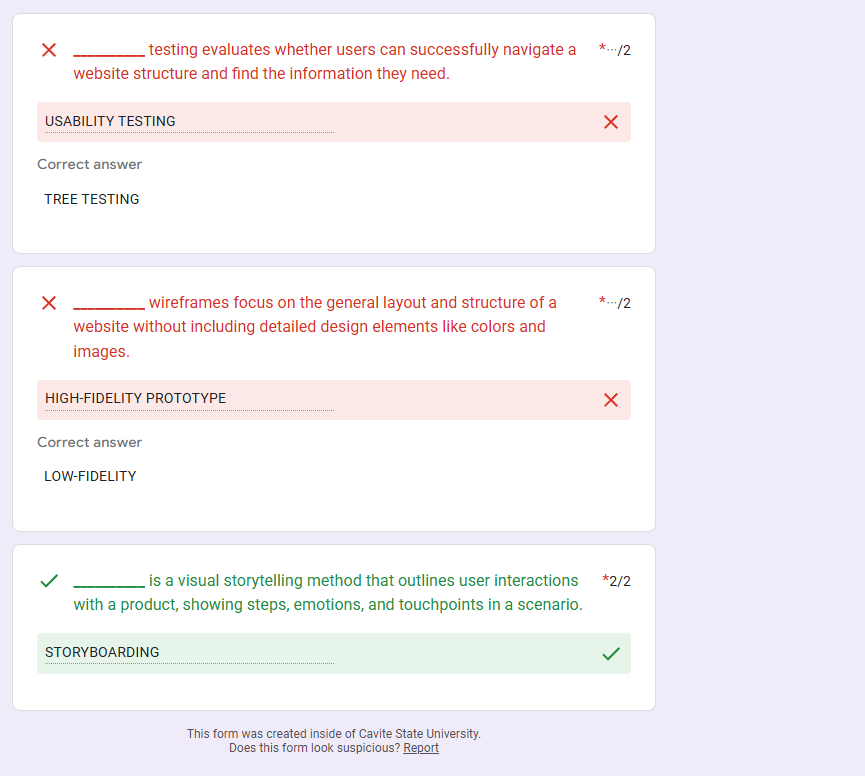 __________ testing evaluates whether users can successfully navigate a
*···/2
website structure and find the information they need.
USABILITY TESTING
Correct answer
TREE TESTING
__________ wireframes focus on the general layout and structure of a
*···/2
website without including detailed design elements like colors and
images.
HIGH-FIDELITY PROTOTYPE
Correct answer
LOW-FIDELITY
__________ is a visual storytelling method that outlines user interactions
*2/2
with a product, showing steps, emotions, and touchpoints in a scenario.
STORYBOARDING
This form was created inside of Cavite State University.
Does this form look suspicious? Report